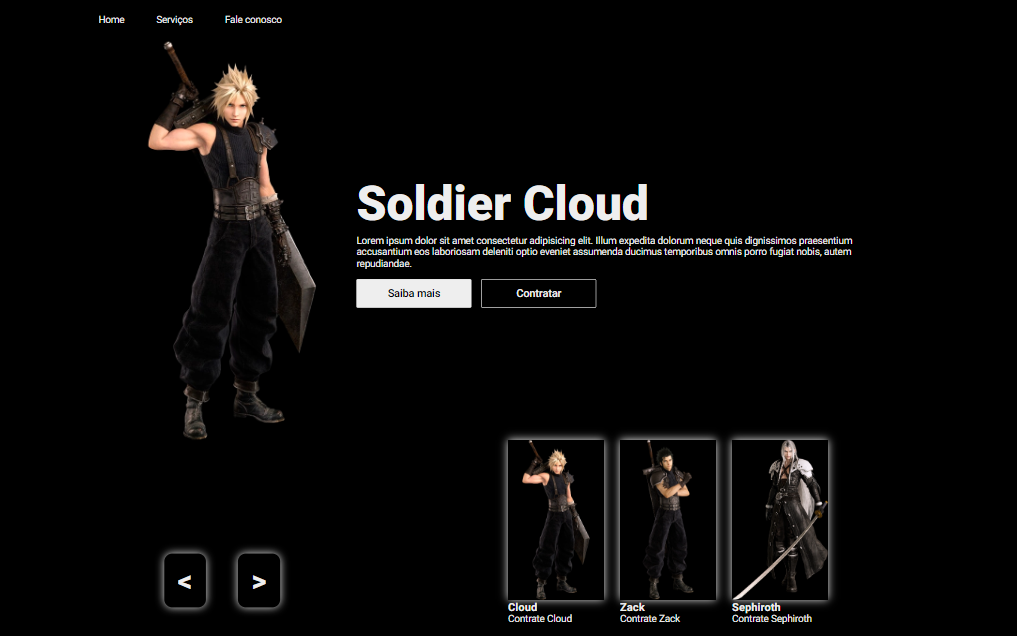 Home Serviços Fale conosco
Soldier Cloud
Lorem ipsum dolor sit amet consectetur adipisicing elit. Illum expedita dolorum neque quis dignissimos praesentium
accusantium eos laboriosam deleniti optio eveniet assumenda ducimus temporibus omnis porro fugiat nobis, autem
repudiandae.
Saiba mais Contratar
< >
Cloud Zack Sephiroth
Contrate Cloud Contrate Zack Contrate Sephiroth